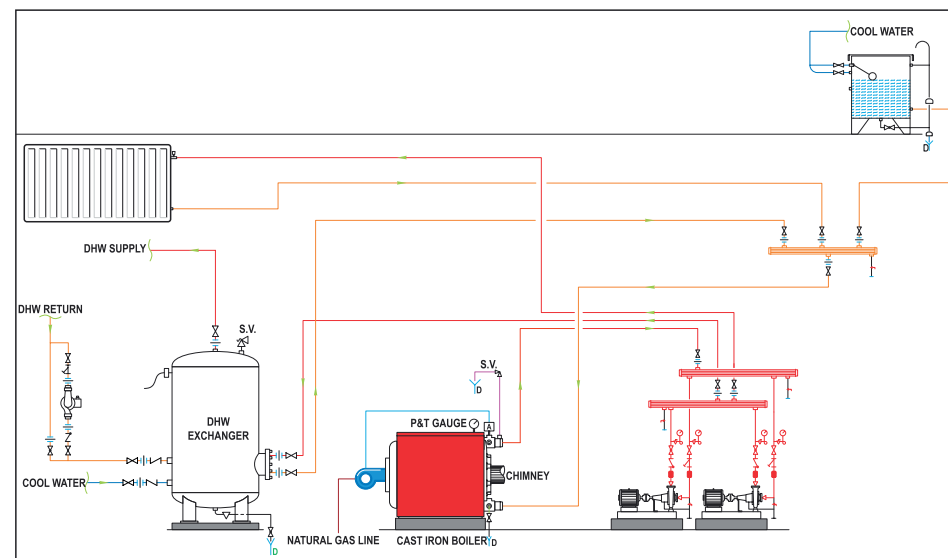 COOL WATER
D
DHW SUPPLY
DHW RETURN
S.V.
S.V.
D
DHW
EXCHANGER
P&T GAUGE
A
CHIMNEY
COOL WATER
NATURAL GAS LINE
CAST IRON BOILER
D
D